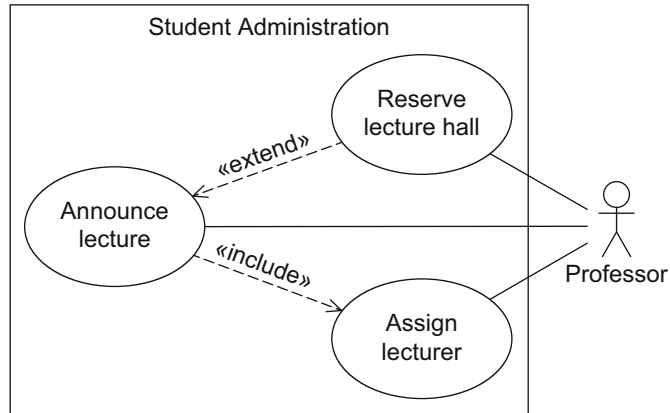 Student Administration
Reserve
lecture hall
«extend»
Announce
lecture
«include»
Professor
Assign
lecturer